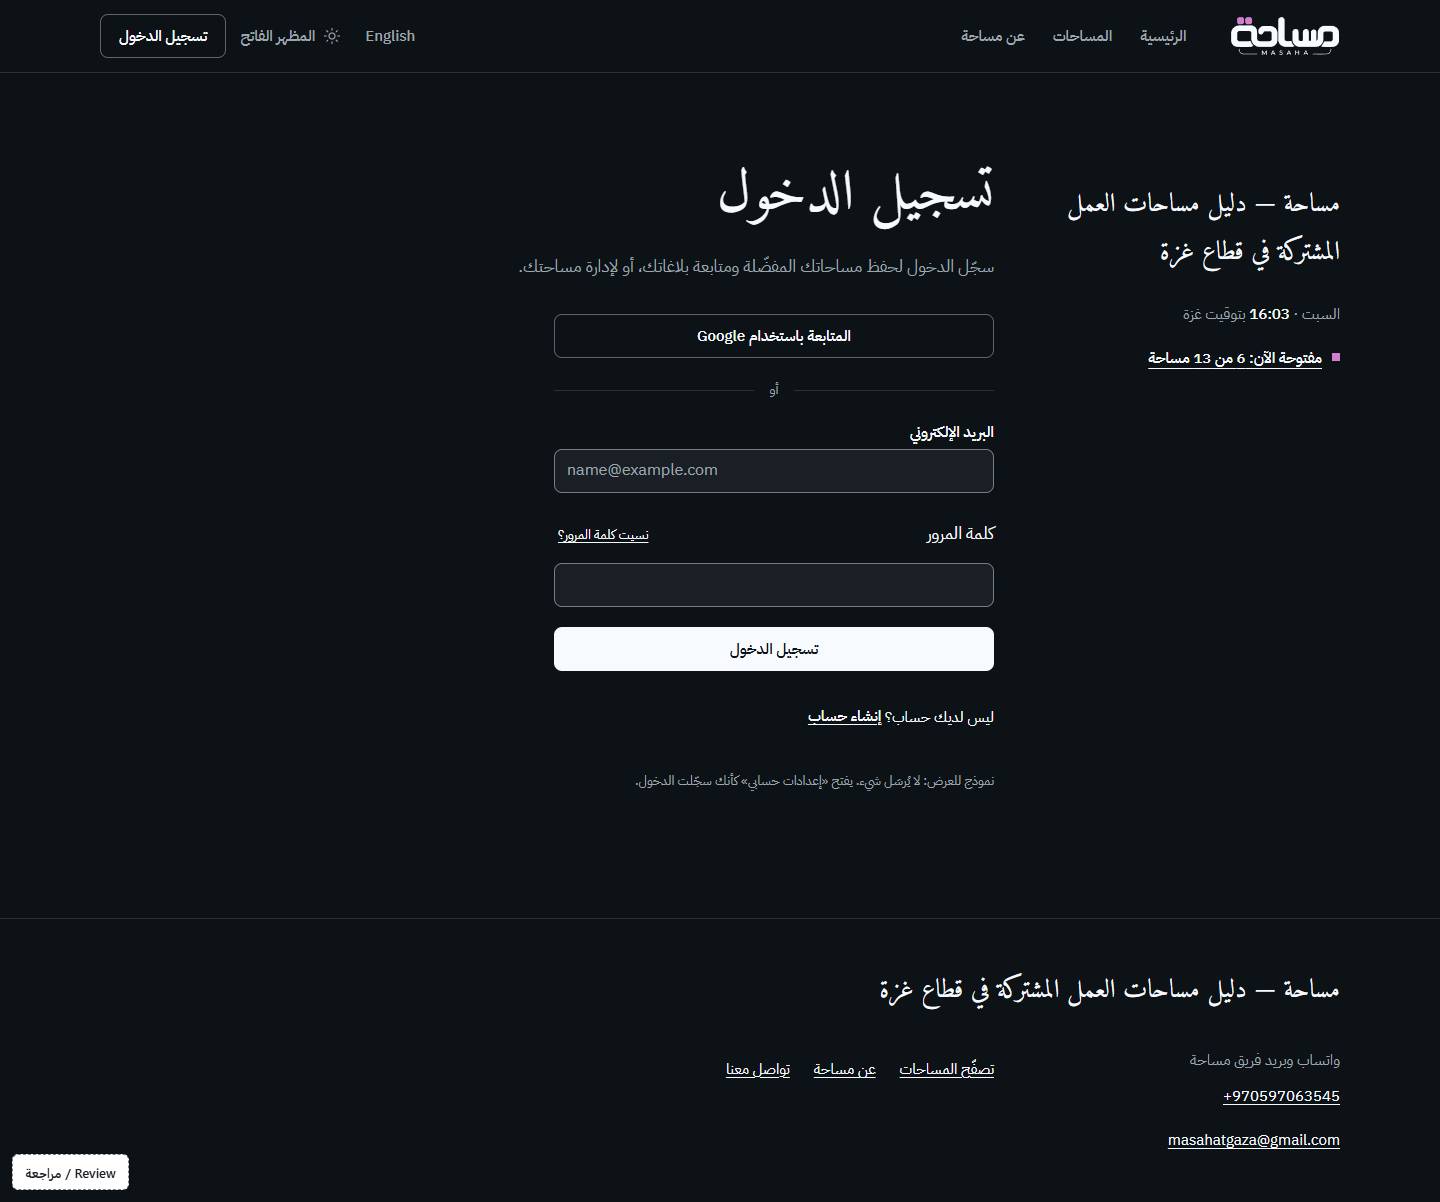 مساحة
MASAHA
الرئيسية
المساحات
عن مساحة
English
المظهر الفاتح
تسجيل الدخول
مساحة — دليل مساحات العمل
المشتركة في قطاع غزة
السبت · 16:03 بتوقيت غزة
مفتوحة الآن: 6 من 13 مساحة
تسجيل الدخول
سجّل الدخول لحفظ مساحاتك المفضّلة ومتابعة بلاغاتك، أو لإدارة مساحتك.
المتابعة باستخدام Google
أو
البريد الإلكتروني
name@example.com
كلمة المرور
نسيت كلمة المرور؟
تسجيل الدخول
ليس لديك حساب؟ إنشاء حساب
نموذج للعرض: لا يُرسَل شيء. يفتح «إعدادات حسابي» كأنك سجّلت الدخول.
مساحة — دليل مساحات العمل المشتركة في قطاع غزة
واتساب وبريد فريق مساحة
+970597063545
masahatgaza@gmail.com
تصفّح المساحات
عن مساحة
تواصل معنا
مراجعة / Review